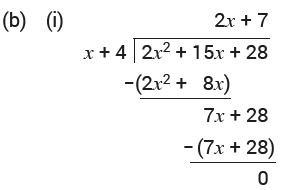 (b) (i) 2x + 7
x + 4 2x² + 15x + 28
-(2x² + 8x)
7x + 28
-(7x + 28)
0